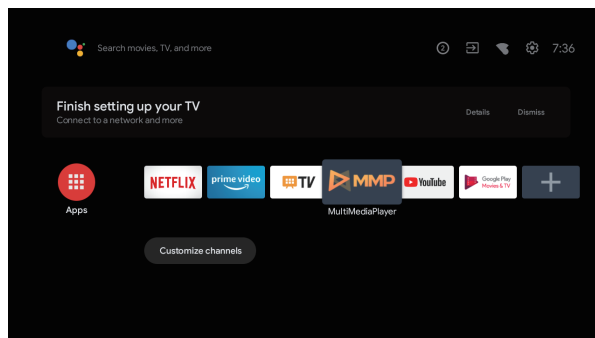 Search movies, TV, and more
2
7:36
Finish setting up your TV
Connect to a network and more
Details
Dismiss
NETFLIX
prime video
TV
MMP
YouTube
Google Play
Movies & TV
Apps
MultiMediaPlayer
Customize channels